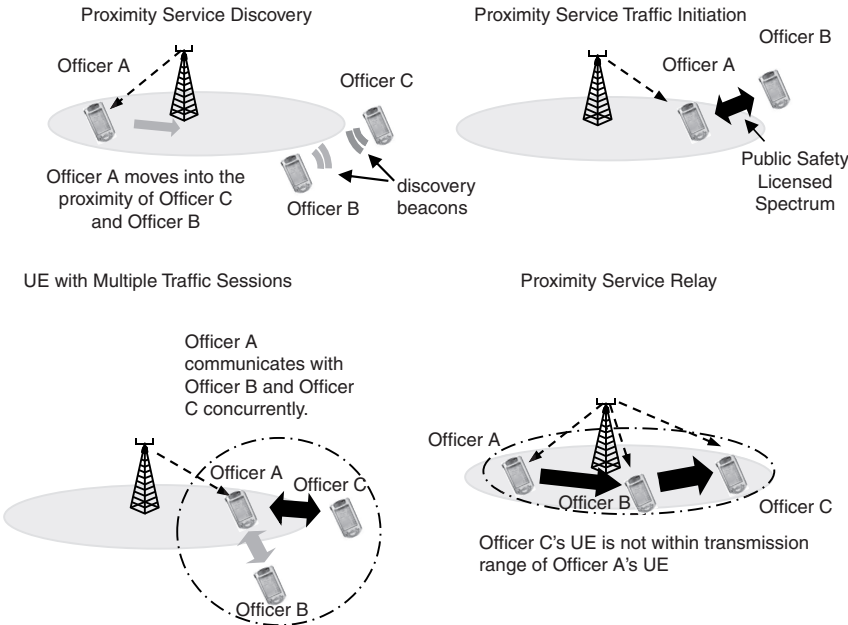 Proximity Service Discovery
Officer A
Officer C
Officer A moves into the
proximity of Officer C
and Officer B
Officer B
discovery
beacons
Proximity Service Traffic Initiation
Officer B
Officer A
Public Safety
Licensed
Spectrum
UE with Multiple Traffic Sessions
Officer A
communicates with
Officer B and Officer
C concurrently.
Officer A
Officer C
Officer B
Proximity Service Relay
Officer A
Officer B
Officer C
Officer C's UE is not within transmission
range of Officer A's UE